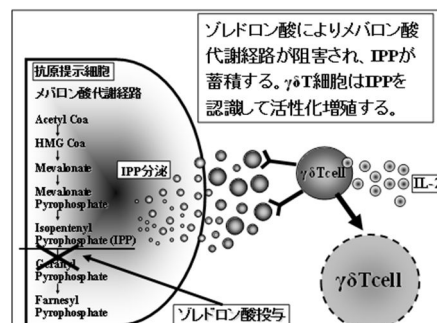 ゾレドロン酸によりメバロン酸
代謝経路が阻害され、IPPが
蓄積する。γδT細胞はIPPを
認識して活性化増殖する。
抗原提示細胞
メバロン酸代謝経路
Acetyl Coa
HMG Coa
Mevalonate
Mevalonate
Pyrophosphate
Isopentenyl
Pyrophosphate (IPP)
Geranyl
Pyrophosphate
Farnesyl
Pyrophosphate
IPP分泌
γδTcell
IL-2
γδTcell
ゾレドロン酸投与